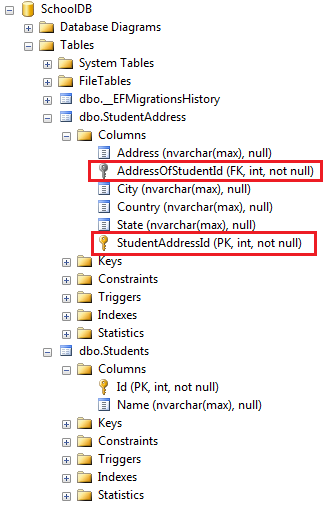 SchoolDB
Database Diagrams
Tables
System Tables
FileTables
dbo.__EFMigrationsHistory
dbo.StudentAddress
Columns
Address (nvarchar(max), null)
AddressOfStudentId (FK, int, not null)
City (nvarchar(max), null)
Country (nvarchar(max), null)
State (nvarchar(max), null)
StudentAddressId (PK, int, not null)
Keys
Constraints
Triggers
Indexes
Statistics
dbo.Students
Columns
Id (PK, int, not null)
Name (nvarchar(max), null)
Keys
Constraints
Triggers
Indexes
Statistics